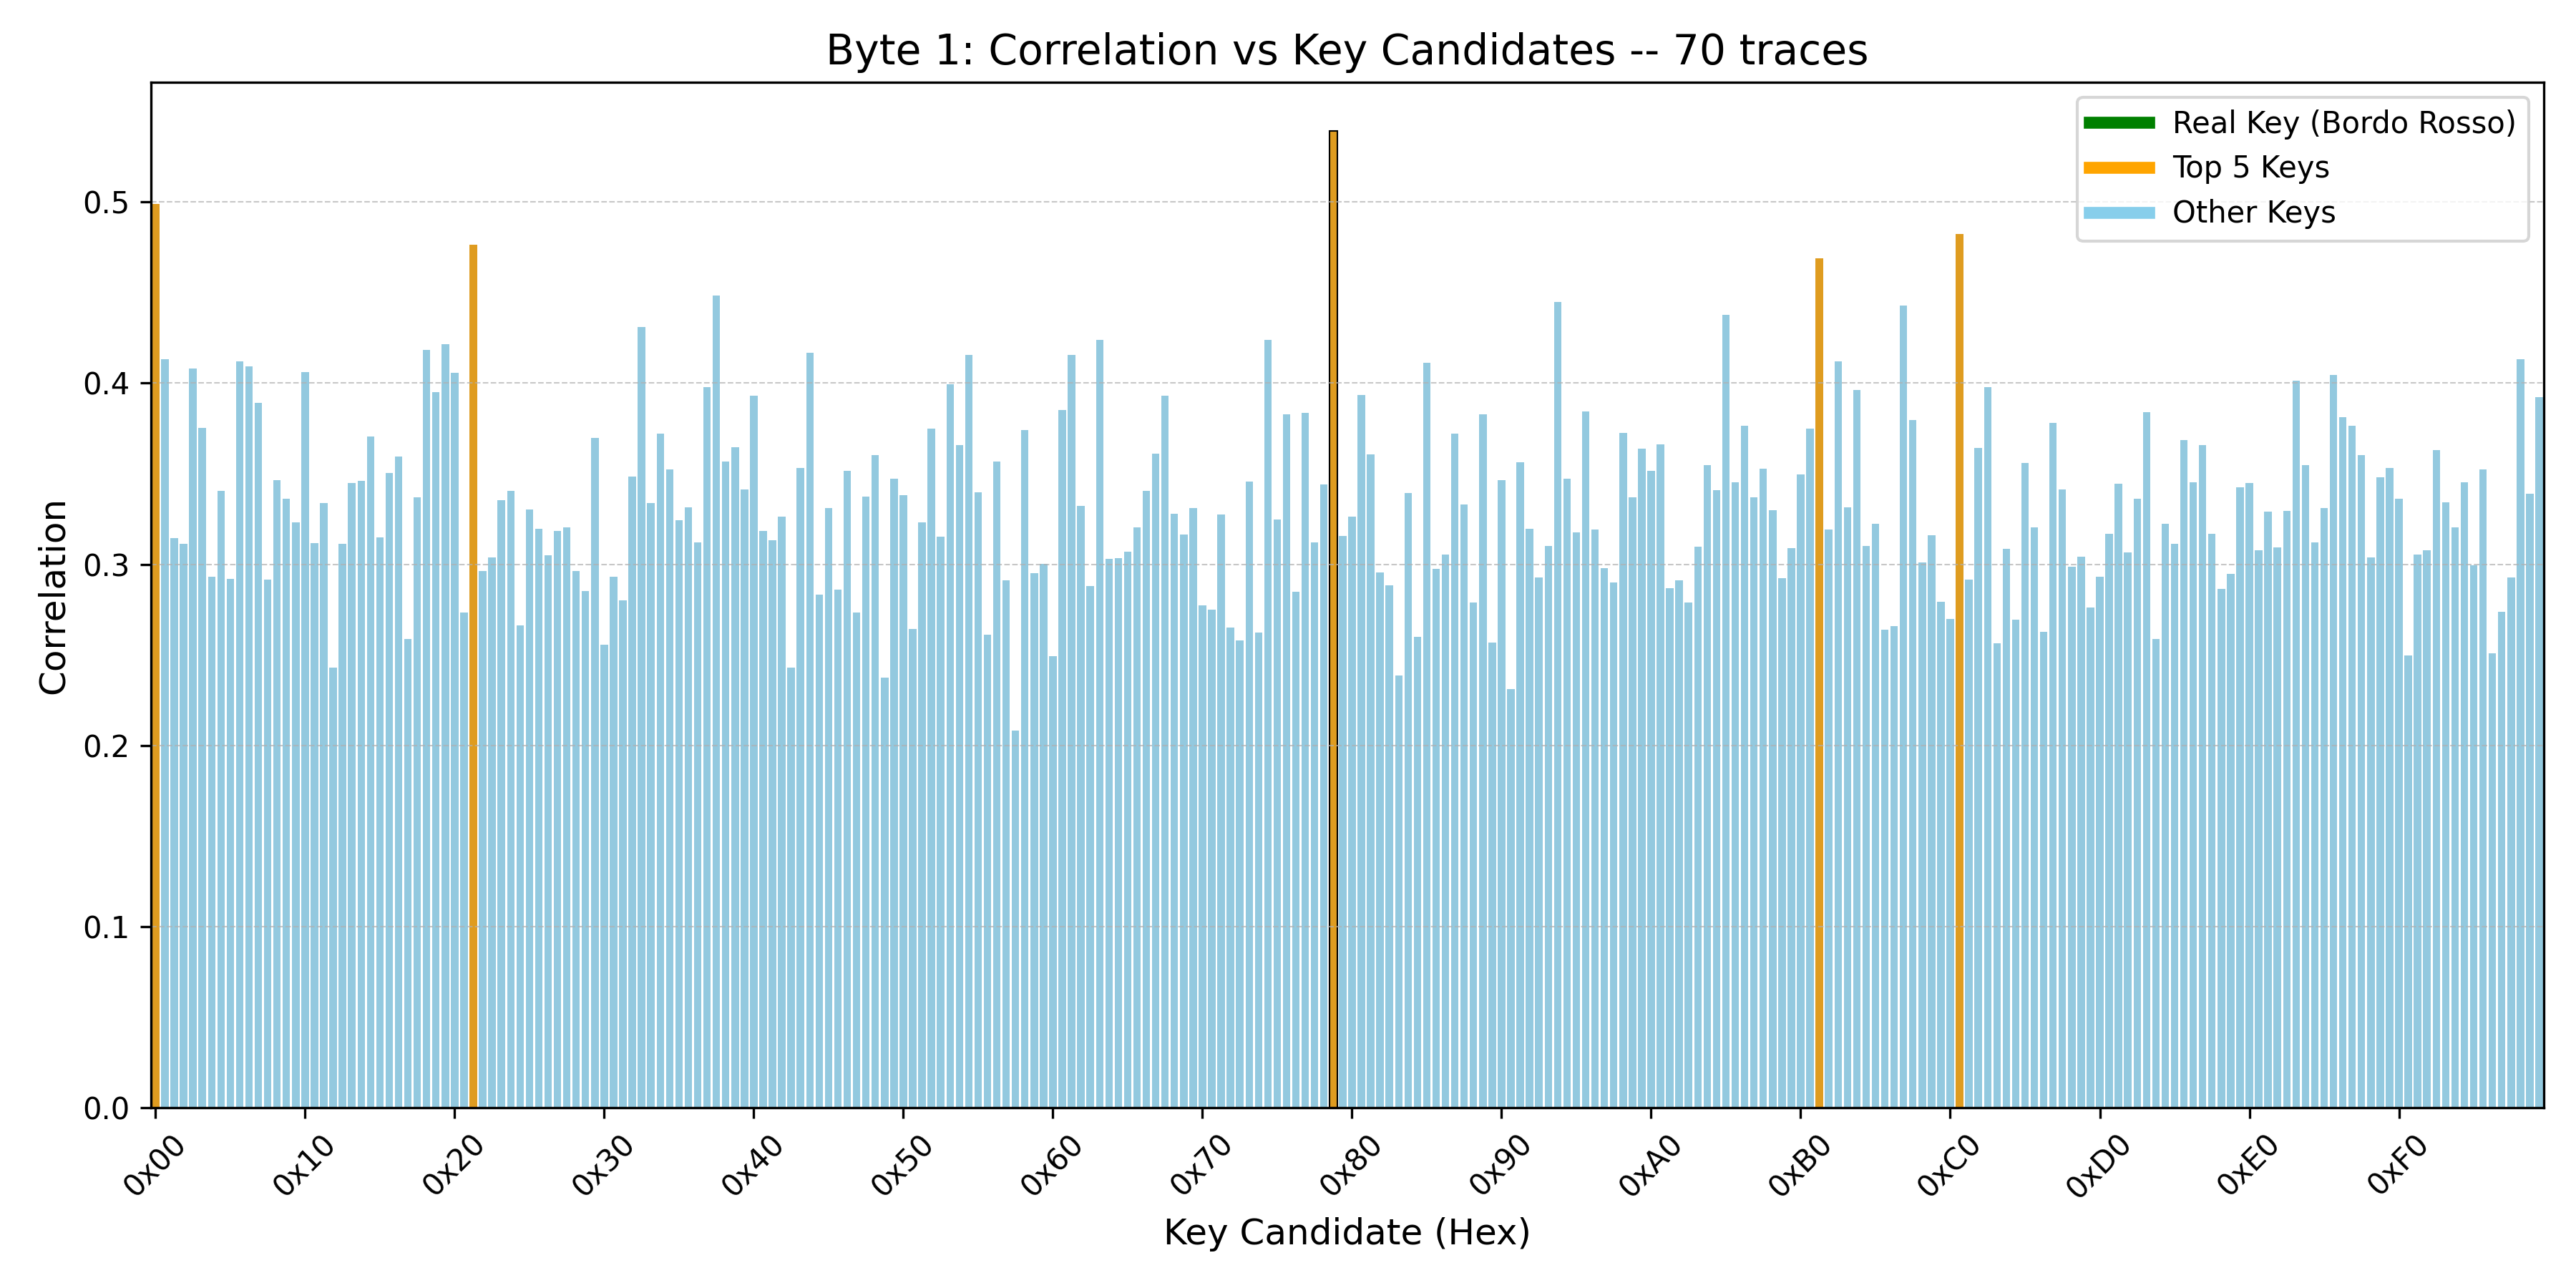 Byte 1: Correlation vs Key Candidates -- 70 traces
Real Key (Bordo Rosso)
Top 5 Keys
Other Keys
Correlation
0.5
0.4
0.3
0.2
0.1
0.0
0x00 0x10 0x20 0x30 0x40 0x50 0x60 0x70 0x80 0x90 0xA0 0xB0 0xC0 0xD0 0xE0 0xF0
Key Candidate (Hex)